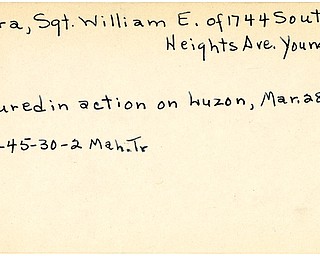 ra, Sgt. William E. of 1744 Sout
Heights Ave. Youn
ured in action on Luzon, Mar. 28
-45-30-2 Mah. Tr